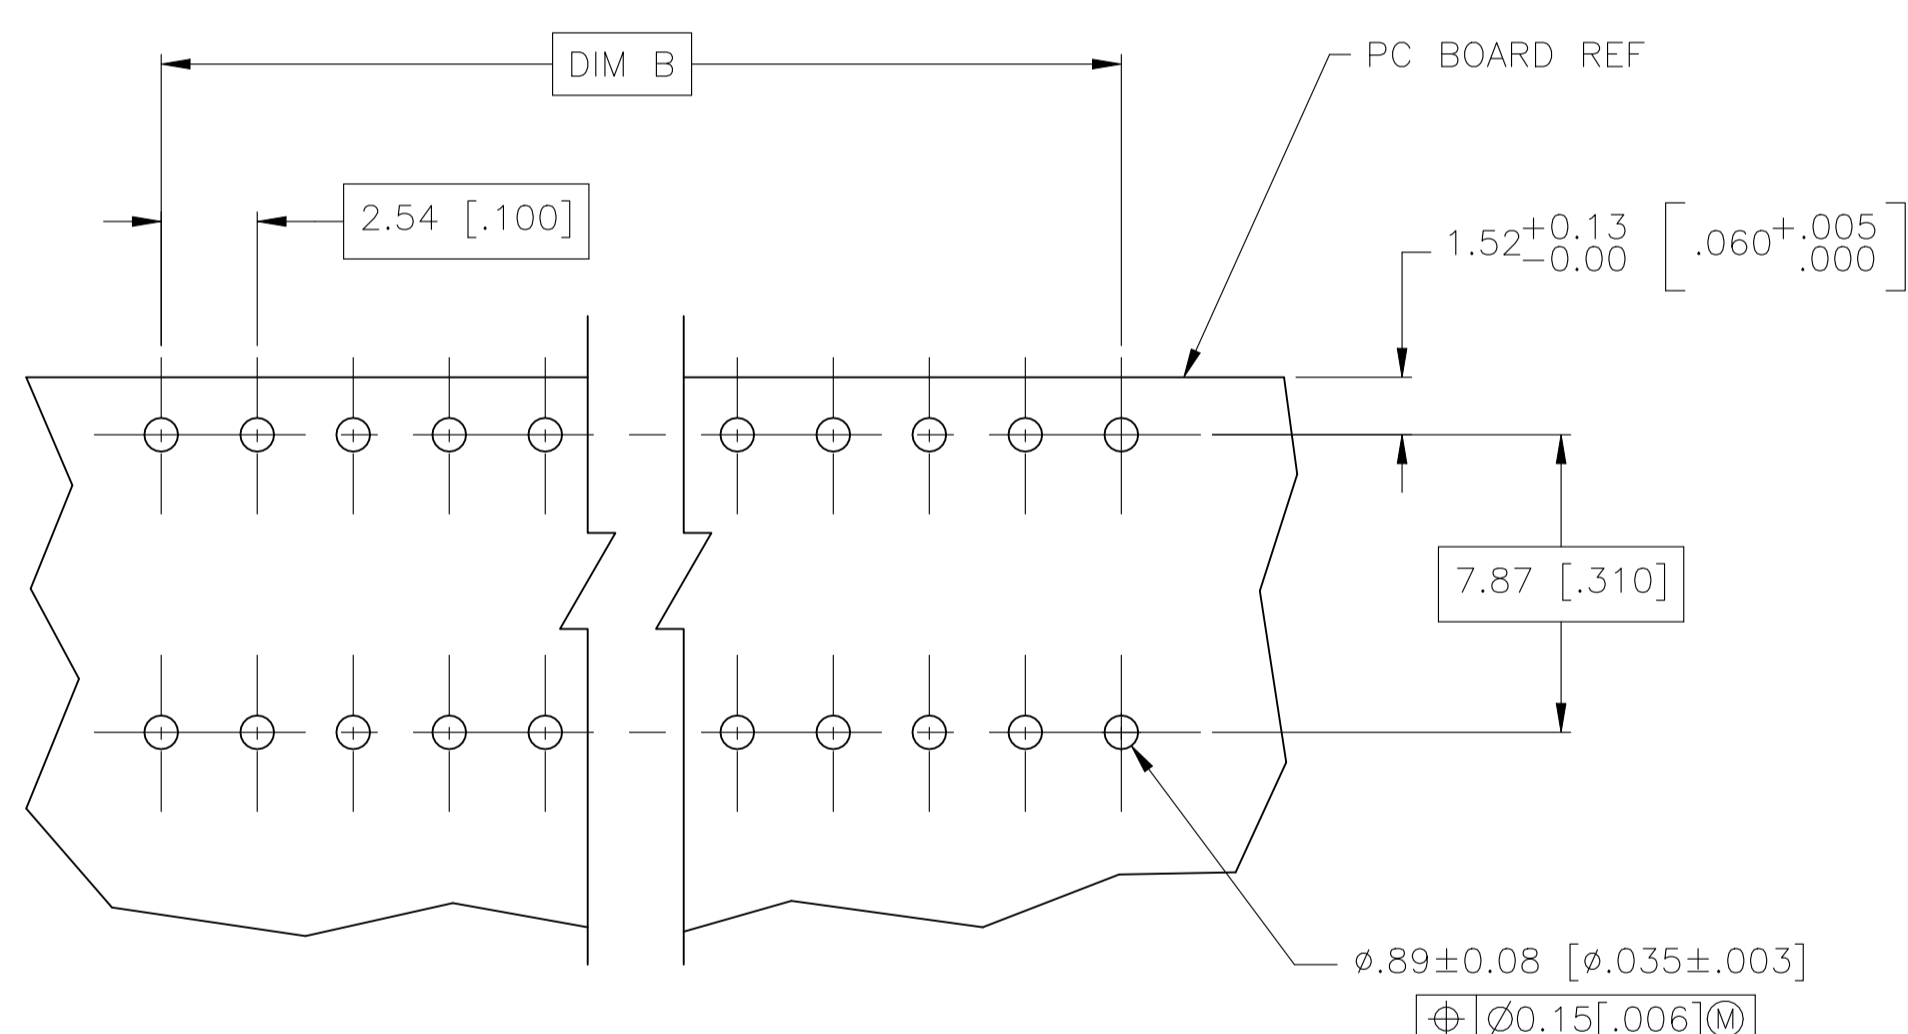 DIM B
PC BOARD REF
2.54 [.100]
1.52 +0.13 -0.00 [.060 +.005 .000]
7.87 [.310]
ø.89±0.08 [ø.035±.003]
⌖ Ø0.15[.006]Ⓜ